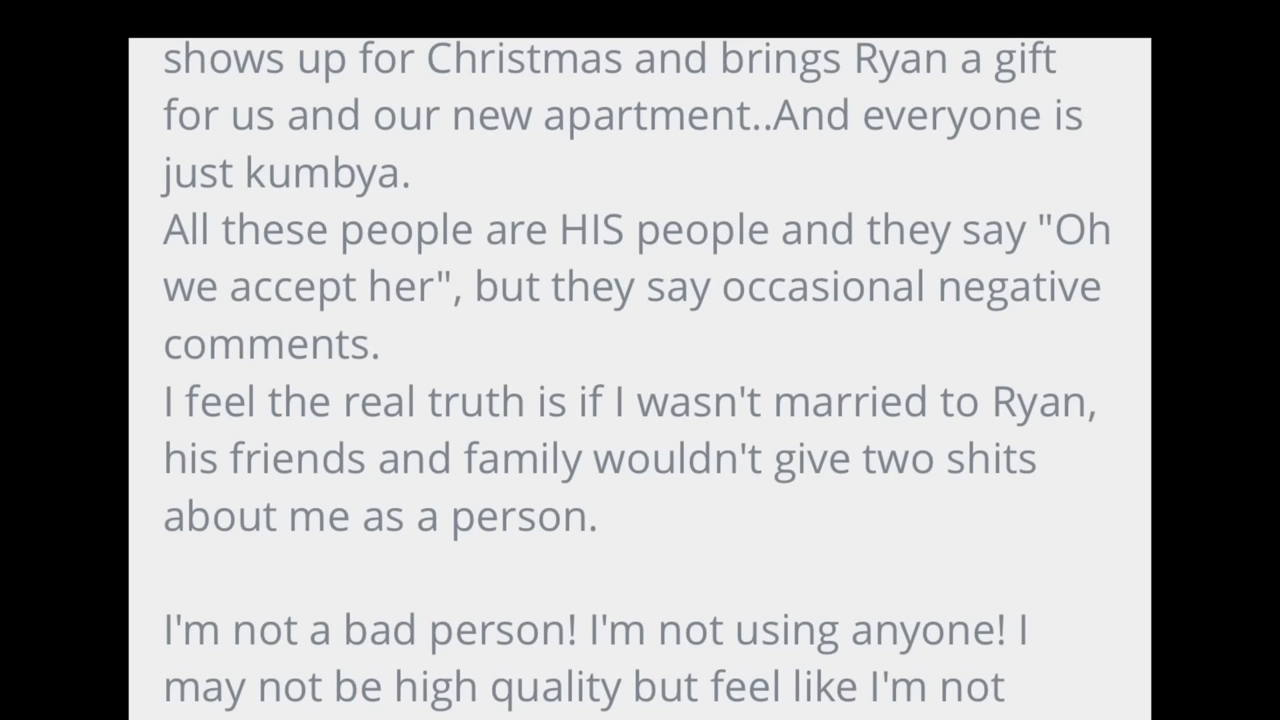 shows up for Christmas and brings Ryan a gift
for us and our new apartment..And everyone is
just kumbya.
All these people are HIS people and they say "Oh
we accept her", but they say occasional negative
comments.
I feel the real truth is if I wasn't married to Ryan,
his friends and family wouldn't give two shits
about me as a person.

I'm not a bad person! I'm not using anyone! I
may not be high quality but feel like I'm not